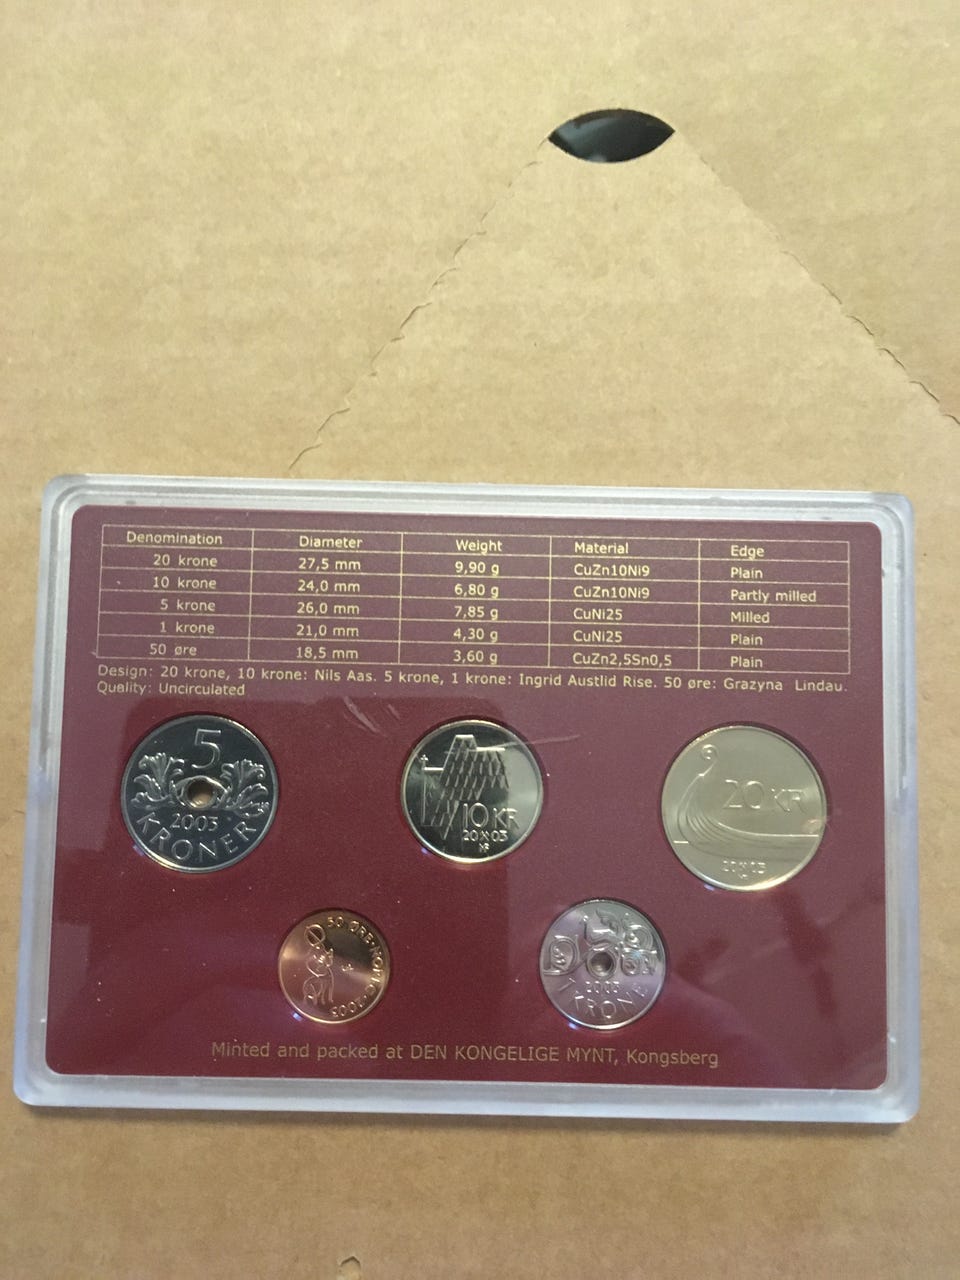 Denomination Diameter Weight Material Edge
20 krone 27,5 mm 9,90 g CuZn10Ni9 Plain
10 krone 24,0 mm 6,80 g CuZn10Ni9 Partly milled
5 krone 26,0 mm 7,85 g CuNi25 Milled
1 krone 21,0 mm 4,30 g CuNi25 Plain
50 øre 18,5 mm 3,60 g CuZn2,5Sn0,5 Plain
Design: 20 krone, 10 krone: Nils Aas. 5 krone, 1 krone: Ingrid Austlid Rise. 50 øre: Grazyna Lindau.
Quality: Uncirculated
5
2003
KRONER
10 KR
20 03
20 KR
20 03
50 ØRE·NORGE·2003
2003
1 KRONE
Minted and packed at DEN KONGELIGE MYNT, Kongsberg